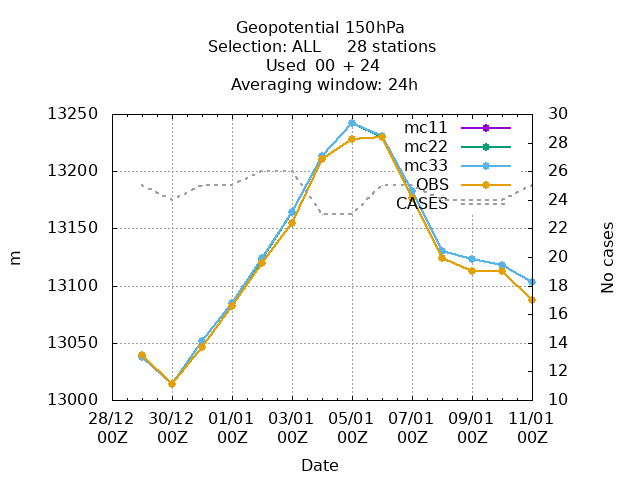 Geopotential 150hPa
Selection: ALL 28 stations
Used 00 + 24
Averaging window: 24h
13250
13200
13150
13100
13050
13000
m
30
28
26
24
22
20
18
16
14
12
10
No cases
mc11
mc22
mc33
OBS
CASES
28/12 30/12 01/01 03/01 05/01 07/01 09/01 11/01
00Z 00Z 00Z 00Z 00Z 00Z 00Z 00Z
Date